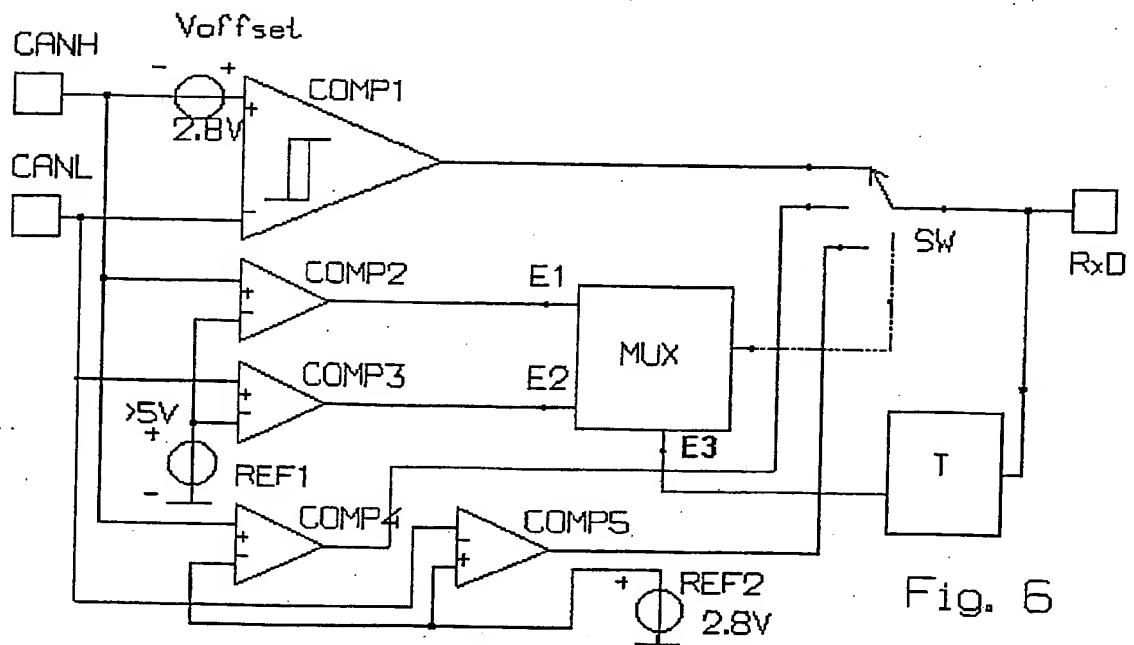 Voffset
CANH
- +
COMP1
+
2.8V
CANL
-
SW
RxD
COMP2
E1
+
-
MUX
COMP3
E2
+
-
>5V
+
E3
T
REF1
-
COMP4
COMP5
+
-
-
+
+
REF2
2.8V
Fig. 6